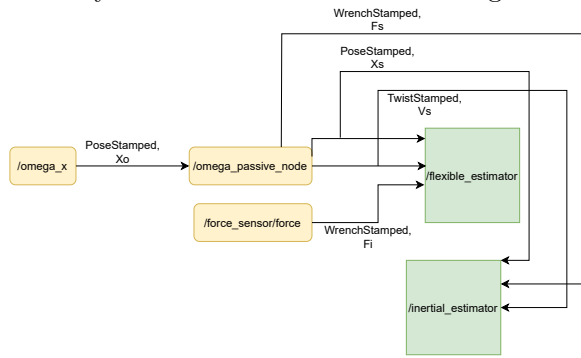 WrenchStamped,
Fs
PoseStamped,
Xs
TwistStamped,
Vs
PoseStamped,
Xo
/omega_x
/omega_passive_node
/flexible_estimator
/force_sensor/force
WrenchStamped,
Fi
/inertial_estimator